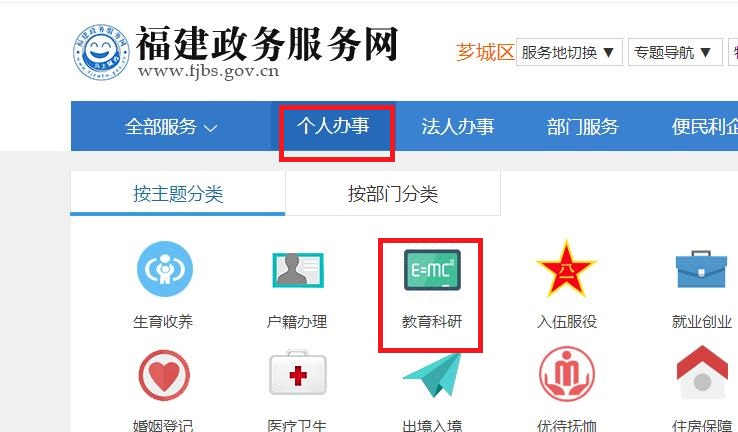 福建政务服务网
www.fjbs.gov.cn
芗城区 服务地切换 ▼ 专题导航 ▼
全部服务 个人办事 法人办事 部门服务 便民利企
按主题分类 按部门分类
E=mc²
八一
生育收养 户籍办理 教育科研 入伍服役 就业创业
婚姻登记 医疗卫生 出境入境 优待抚恤 住房保障